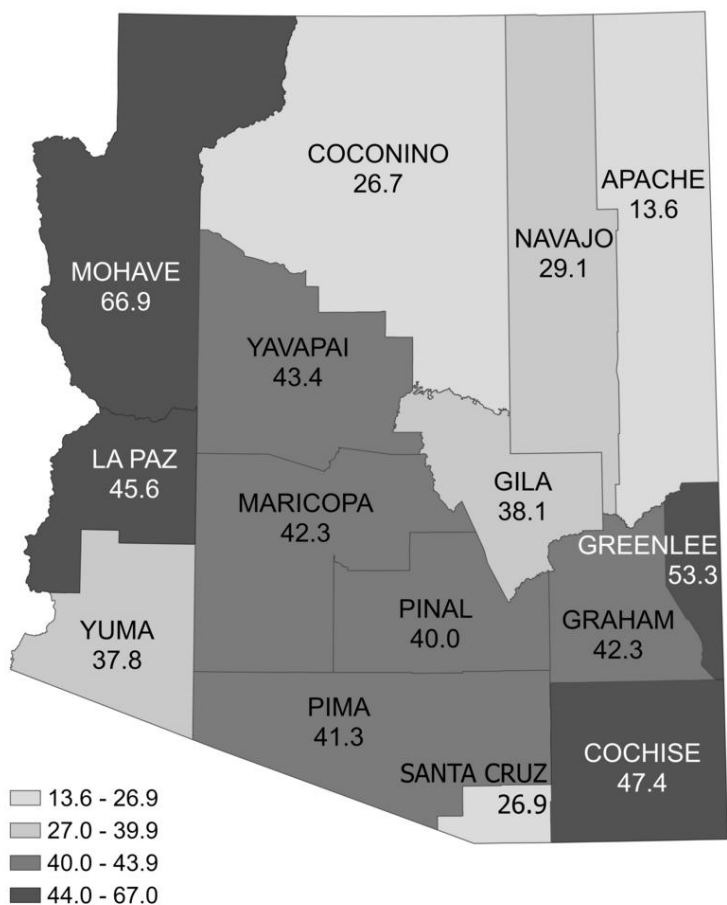 COCONINO
26.7
APACHE
13.6
NAVAJO
29.1
MOHAVE
66.9
YAVAPAI
43.4
LA PAZ
45.6
GILA
38.1
MARICOPA
42.3
GREENLEE
53.3
YUMA
37.8
PINAL
40.0
GRAHAM
42.3
PIMA
41.3
COCHISE
47.4
SANTA CRUZ
26.9
13.6 - 26.9
27.0 - 39.9
40.0 - 43.9
44.0 - 67.0